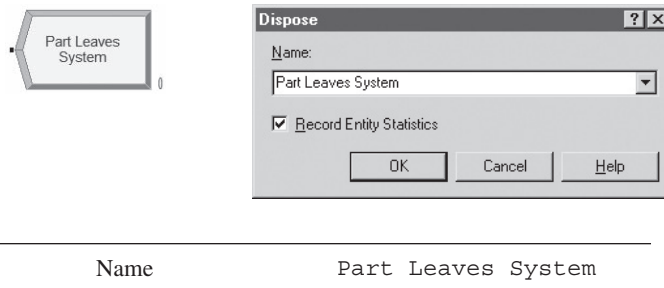 Part Leaves
System
0
Dispose
Name:
Part Leaves System
Record Entity Statistics
OK Cancel Help
Name Part Leaves System